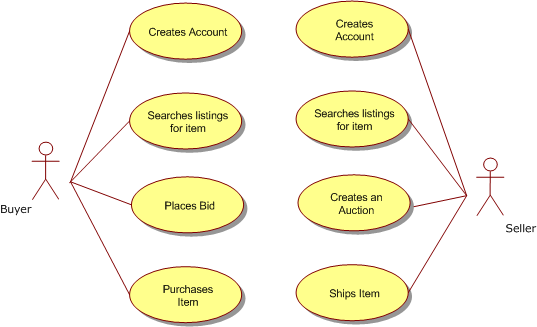 Creates Account
Creates
Account
Searches listings
for item
Searches listings
for item
Buyer
Places Bid
Creates an
Auction
Seller
Purchases
Item
Ships Item